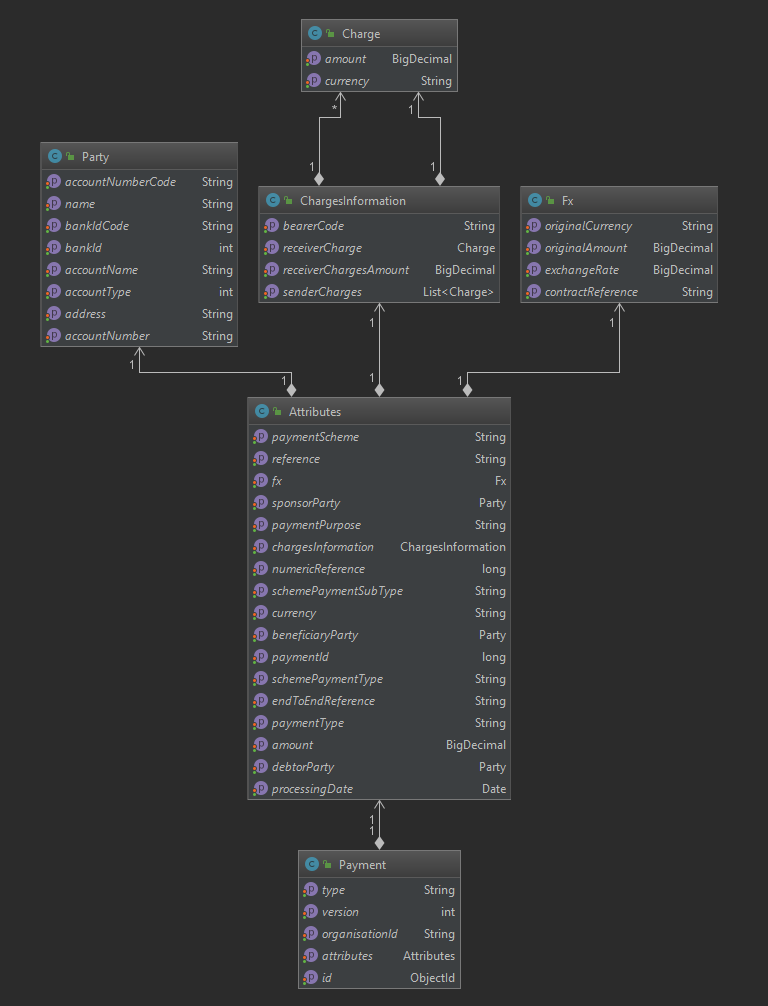 Charge
amount BigDecimal
currency String
* 1
1 1
Party
accountNumberCode String
name String
bankIdCode String
bankId int
accountName String
accountType int
address String
accountNumber String
ChargesInformation
bearerCode String
receiverCharge Charge
receiverChargesAmount BigDecimal
senderCharges List<Charge>
Fx
originalCurrency String
originalAmount BigDecimal
exchangeRate BigDecimal
contractReference String
1 1 1
1 1 1
Attributes
paymentScheme String
reference String
fx Fx
sponsorParty Party
paymentPurpose String
chargesInformation ChargesInformation
numericReference long
schemePaymentSubType String
currency String
beneficiaryParty Party
paymentId long
schemePaymentType String
endToEndReference String
paymentType String
amount BigDecimal
debtorParty Party
processingDate Date
1
1
Payment
type String
version int
organisationId String
attributes Attributes
id ObjectId